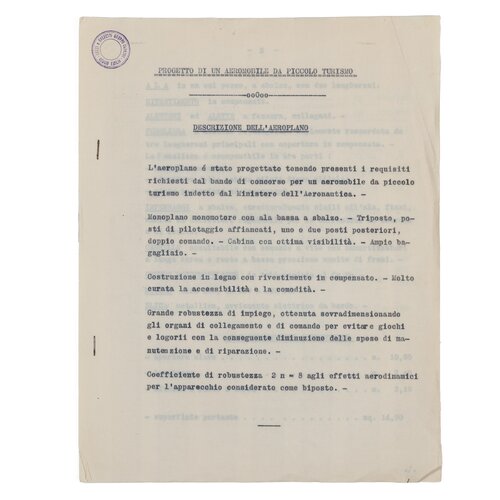 PROGETTO DI UN AEROMOBILE DA PICCOLO TURISMO
--ooOoo--
DESCRIZIONE DELL'AEROPLANO
L'aeroplano é stato progettato tenendo presenti i requisiti
richiesti dal bando di concorso per un aeromobile da piccolo
turismo indetto dal Ministero dell'Aeronautica. -
Monoplano monomotore con ala bassa a sbalzo. - Triposto, po-
sti di pilotaggio affiancati, uno o due posti posteriori,
doppio comando. - Cabina con ottima visibilità. - Ampio ba-
gagliaio. -
Costruzione in legno con rivestimento in compensato. - Molto
curata la accessibilità e la comodità. -
Grande robustezza di impiego, ottenuta sovradimensionando
gli organi di collegamento e di comando per evitare giochi
e logorii con la conseguente diminuzione delle spese di ma-
nutenzione e di riparazione. -
Coefficiente di robustezza 2 n = 8 agli effetti aerodinamici
per l'apparecchio considerato come biposto. -
- superficie portante . . . . . . . . . . mq. 14,90